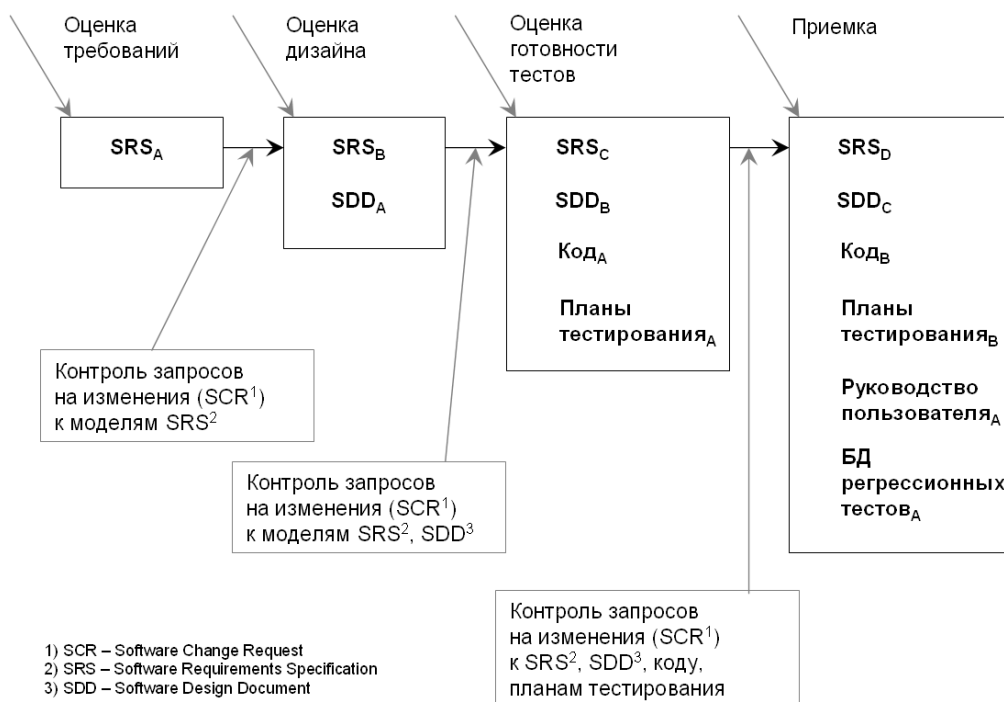 Оценка
требований
Оценка
дизайна
Оценка
готовности
тестов
Приемка
SRSA
SRSB
SDDA
SRSC
SDDB
КодA
Планы
тестированияA
SRSD
SDDC
КодB
Планы
тестированияB
Руководство
пользователяA
БД
регрессионных
тестовA
Контроль запросов
на изменения (SCR¹)
к моделям SRS²
Контроль запросов
на изменения (SCR¹)
к моделям SRS², SDD³
Контроль запросов
на изменения (SCR¹)
к SRS², SDD³, коду,
планам тестирования
1) SCR – Software Change Request
2) SRS – Software Requirements Specification
3) SDD – Software Design Document